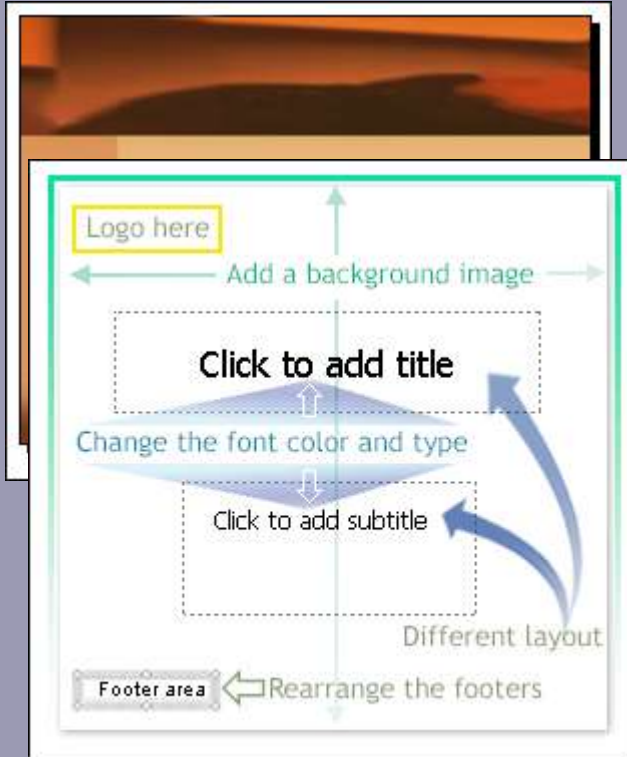 Logo here
Add a background image
Click to add title
Change the font color and type
Click to add subtitle
Different layout
Footer area
Rearrange the footers